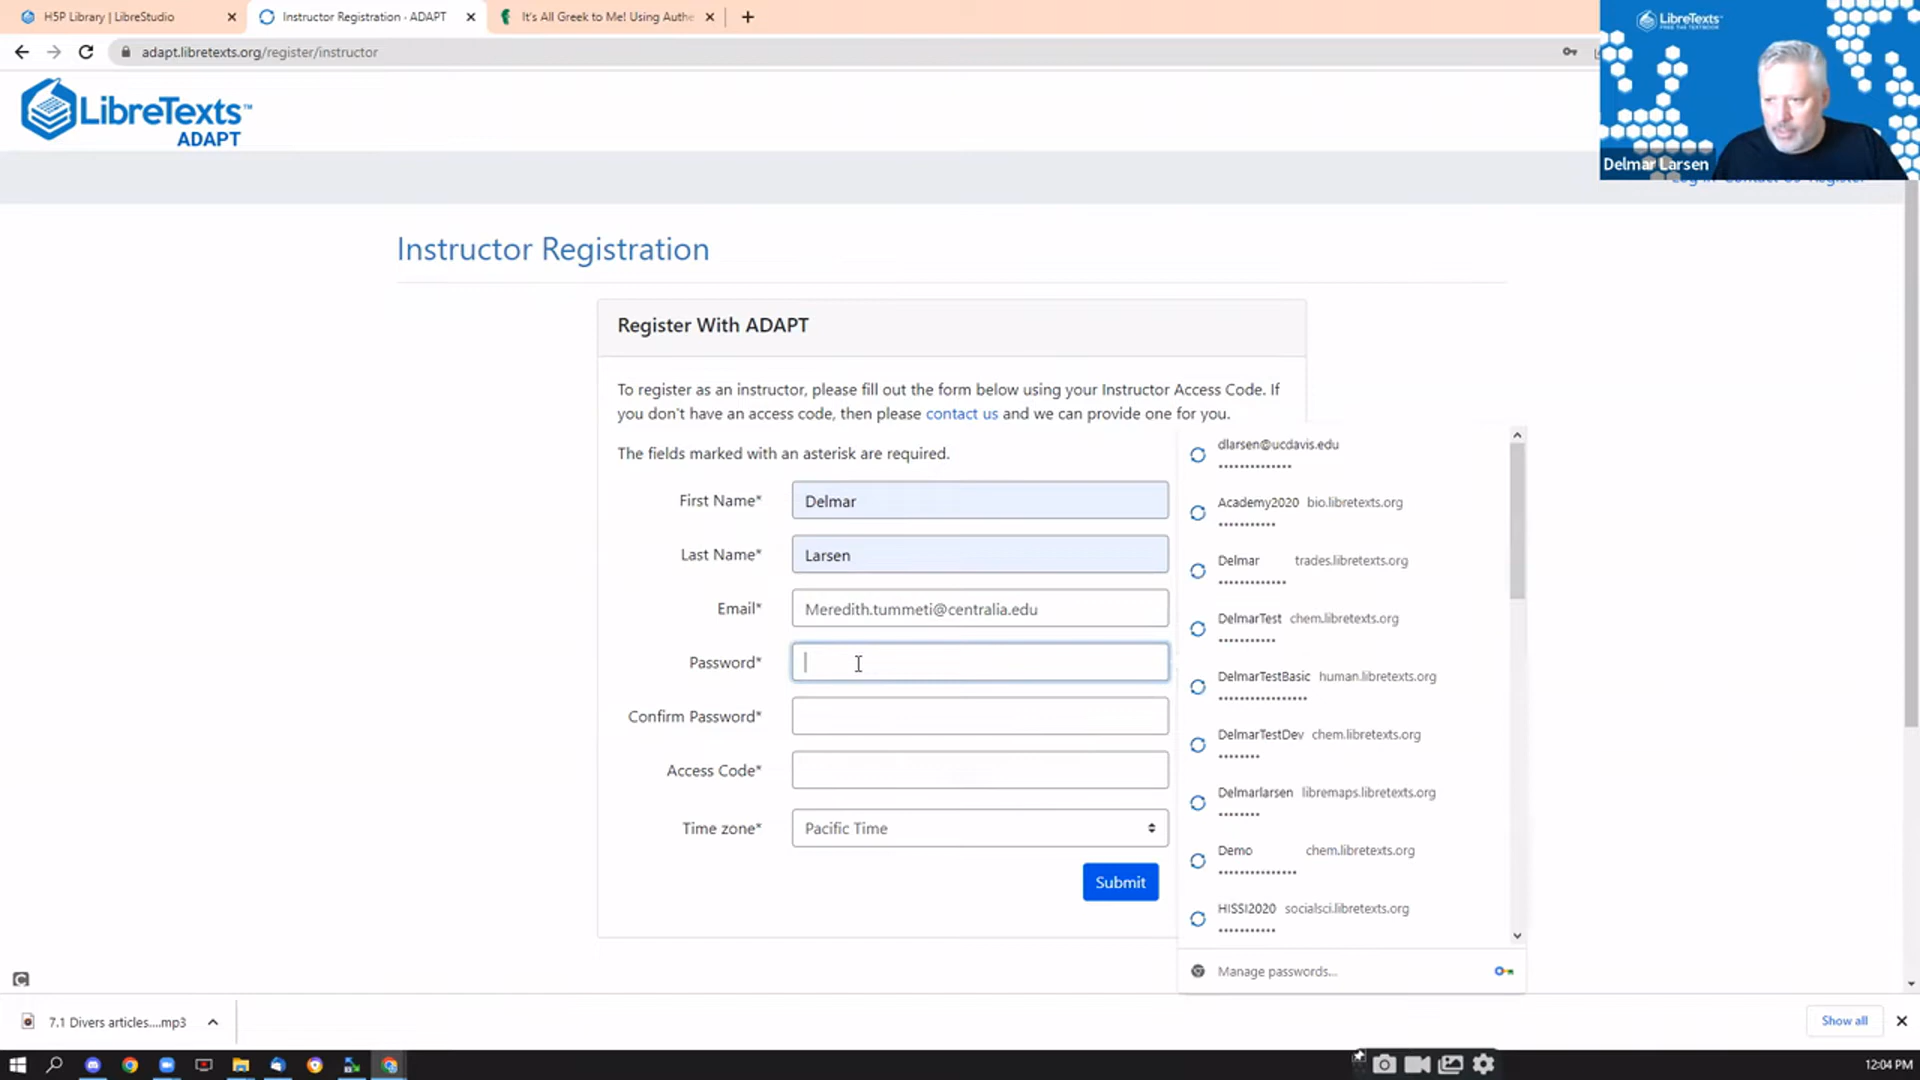 H5P Library | LibreStudio
Instructor Registration - ADAPT
It's All Greek to Me! Using Authe
adapt.libretexts.org/register/instructor
LibreTexts™
ADAPT
LibreTexts
FREE THE TEXTBOOK
Delmar Larsen
Instructor Registration
Register With ADAPT
To register as an instructor, please fill out the form below using your Instructor Access Code. If
you don't have an access code, then please contact us and we can provide one for you.
The fields marked with an asterisk are required.
First Name*
Delmar
Last Name*
Larsen
Email*
Meredith.tummeti@centralia.edu
Password*
Confirm Password*
Access Code*
Time zone*
Pacific Time
Submit
dlarsen@ucdavis.edu
Academy2020 bio.libretexts.org
Delmar trades.libretexts.org
DelmarTest chem.libretexts.org
DelmarTestBasic human.libretexts.org
DelmarTestDev chem.libretexts.org
Delmarlarsen libremaps.libretexts.org
Demo chem.libretexts.org
HISSI2020 socialsci.libretexts.org
Manage passwords...
7.1 Divers articles....mp3
Show all
12:04 PM